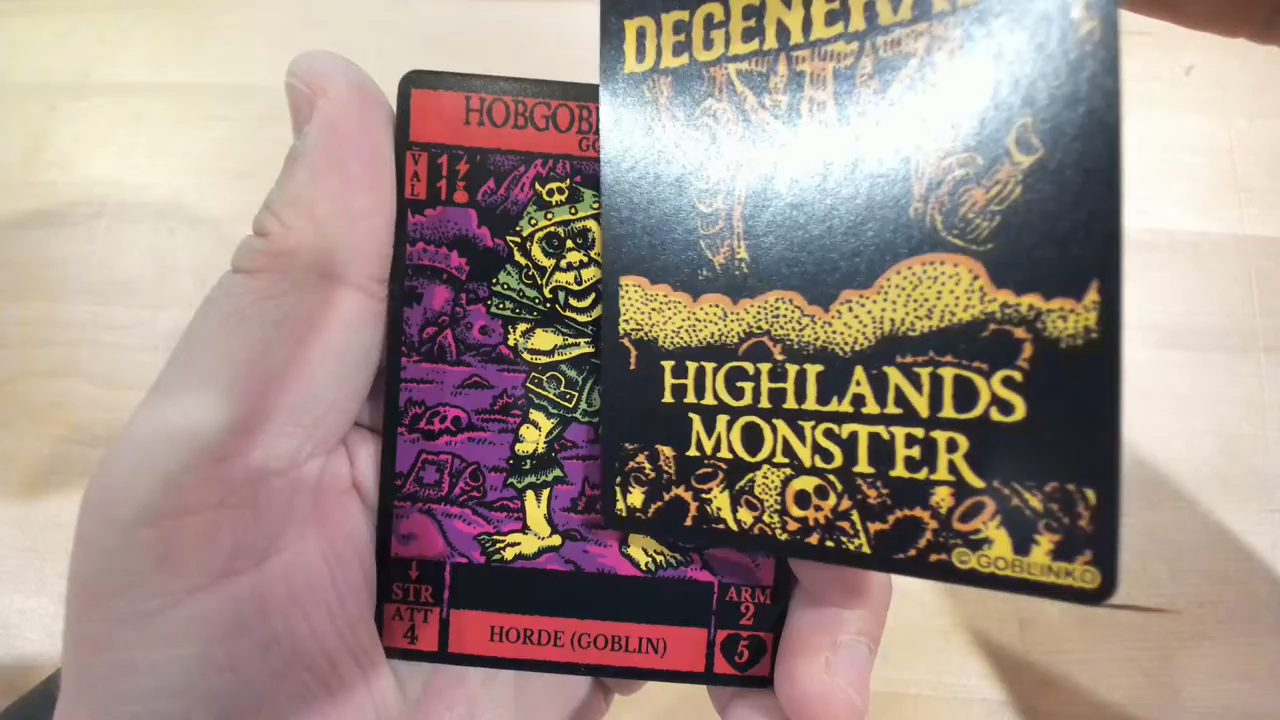 HOBGOB
VAL 1
1
STR
ATT
4
HORDE (GOBLIN)
ARM
2
5
HIGHLANDS
MONSTER
© GOBLINKO